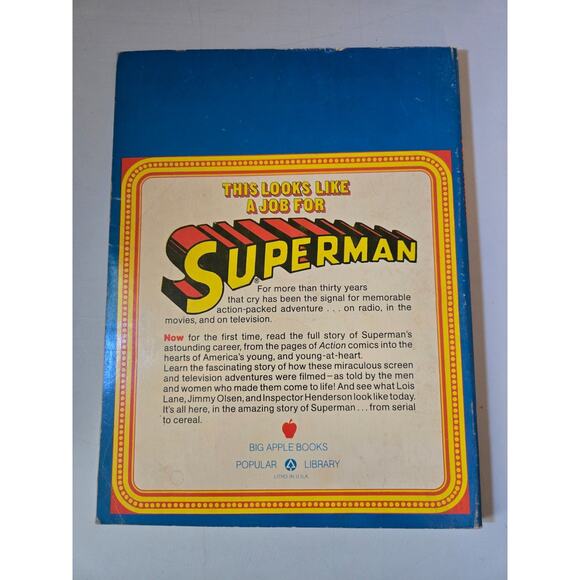 THIS LOOKS LIKE
A JOB FOR
SUPERMAN
®
For more than thirty years
that cry has been the signal for memorable
action-packed adventure . . . on radio, in the
movies, and on television.
Now for the first time, read the full story of Superman's
astounding career, from the pages of Action comics into the
hearts of America's young, and young-at-heart.
Learn the fascinating story of how these miraculous screen
and television adventures were filmed—as told by the men
and women who made them come to life! And see what Lois
Lane, Jimmy Olsen, and Inspector Henderson look like today.
It's all here, in the amazing story of Superman . . . from serial
to cereal.
BIG APPLE BOOKS
POPULAR LIBRARY
LITHO IN U.S.A.